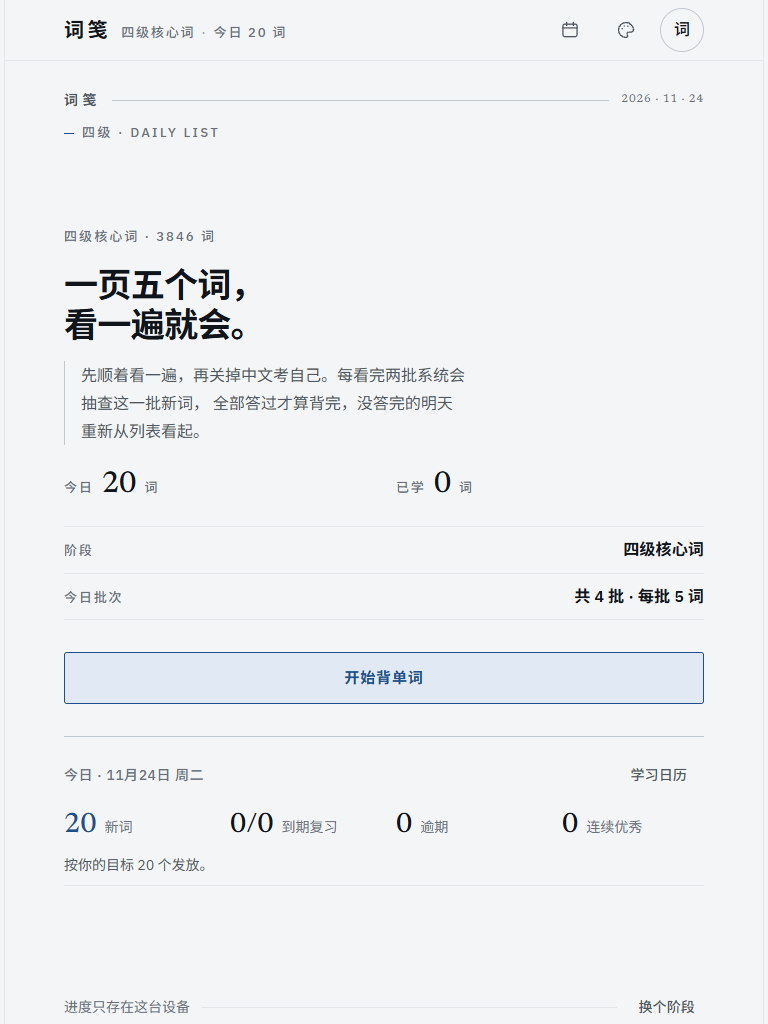 词笺 四级核心词 · 今日 20 词
词
词笺 2026 · 11 · 24
— 四级 · DAILY LIST
四级核心词 · 3846 词
一页五个词，
看一遍就会。
先顺着看一遍，再关掉中文考自己。每看完两批系统会
抽查这一批新词， 全部答过才算背完，没答完的明天
重新从列表看起。
今日 20 词 已学 0 词
阶段 四级核心词
今日批次 共 4 批 · 每批 5 词
开始背单词
今日 · 11月24日 周二 学习日历
20 新词 0/0 到期复习 0 逾期 0 连续优秀
按你的目标 20 个发放。
进度只存在这台设备 换个阶段